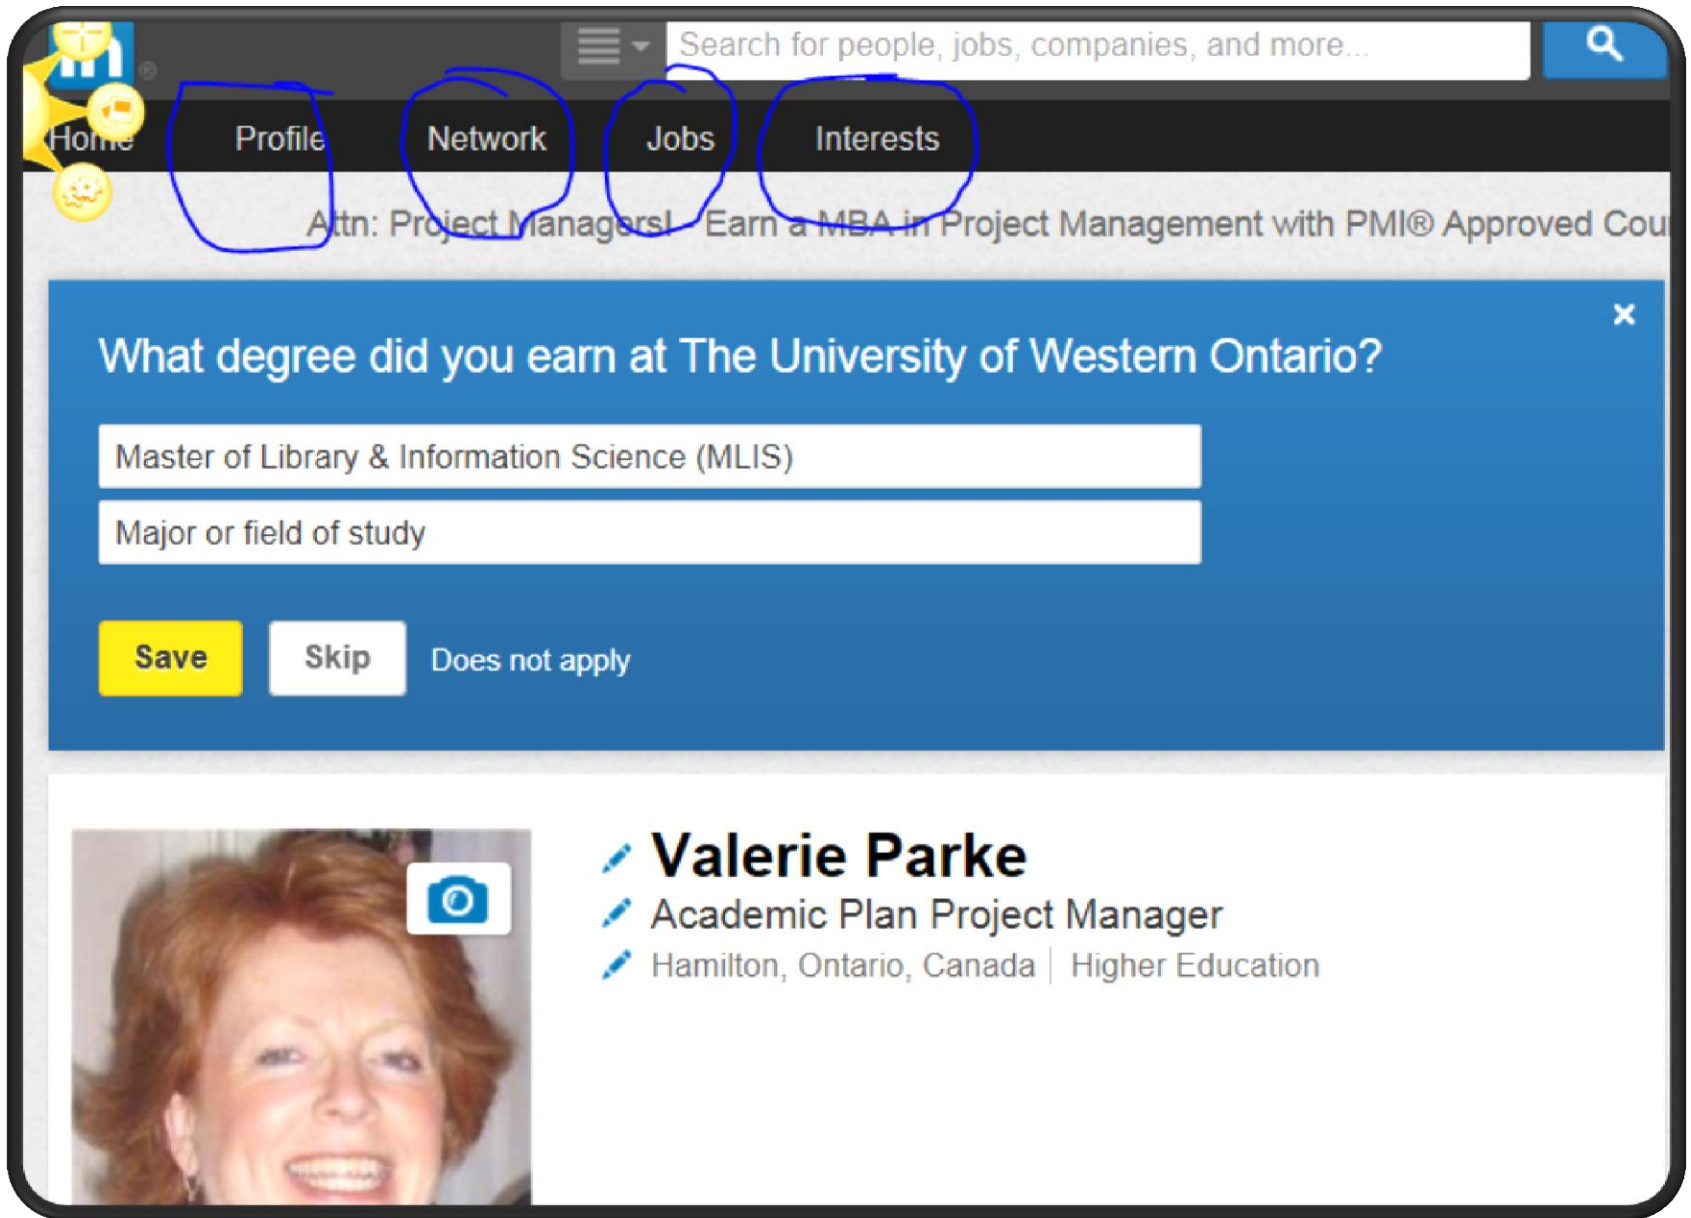 in ®
Search for people, jobs, companies, and more...
Home Profile Network Jobs Interests
Attn: Project Managers! Earn a MBA in Project Management with PMI® Approved Cou
What degree did you earn at The University of Western Ontario?
Master of Library & Information Science (MLIS)
Major or field of study
Save Skip Does not apply
Valerie Parke
Academic Plan Project Manager
Hamilton, Ontario, Canada | Higher Education